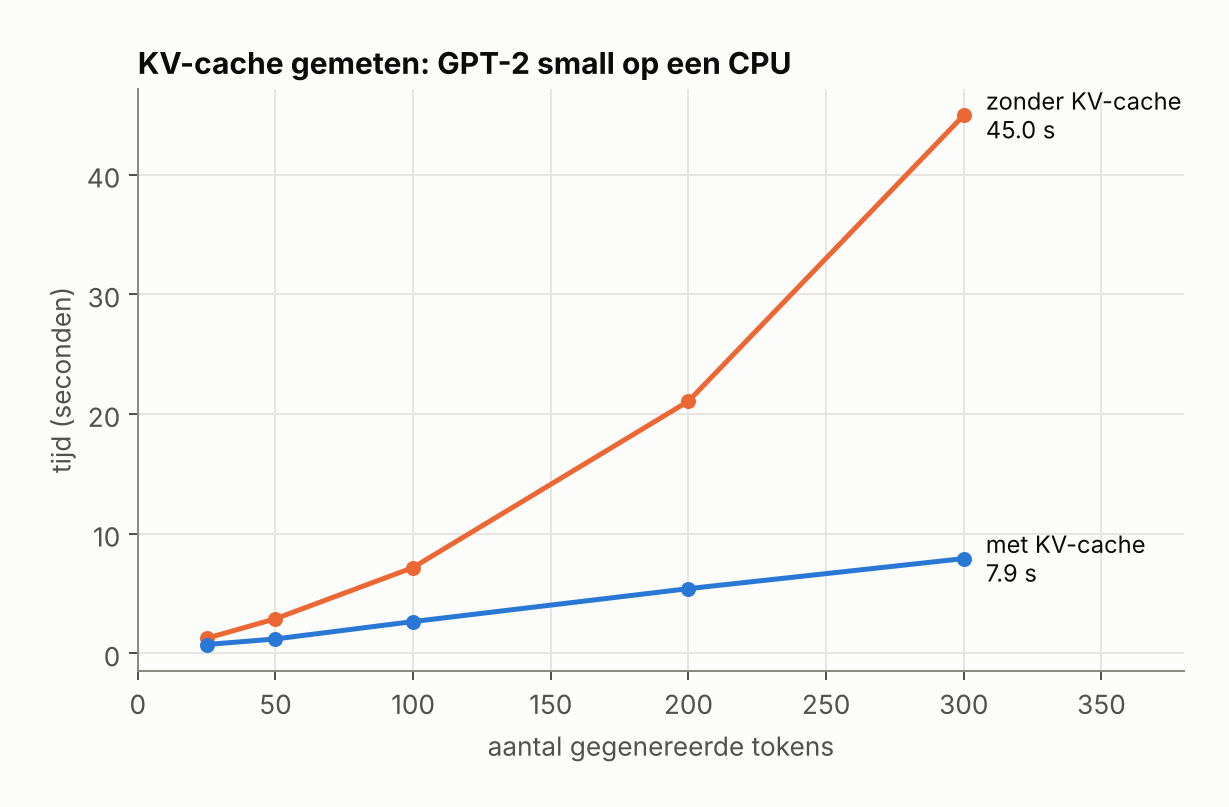 KV-cache gemeten: GPT-2 small op een CPU
zonder KV-cache
45.0 s
40
30
20
10
0
tijd (seconden)
met KV-cache
7.9 s
0 50 100 150 200 250 300 350
aantal gegenereerde tokens